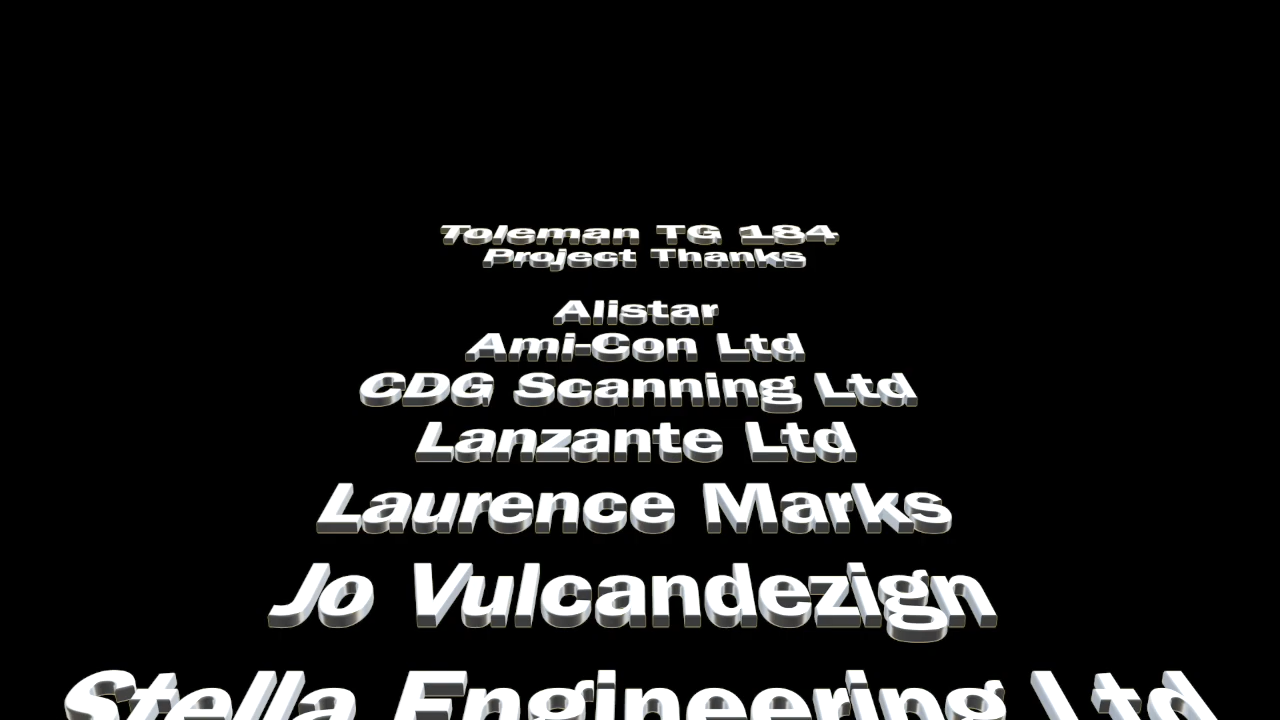 Toleman TG 184
Project Thanks
Alistar
Ami-Con Ltd
CDG Scanning Ltd
Lanzante Ltd
Laurence Marks
Jo Vulcandezign
Stella Engineering Ltd